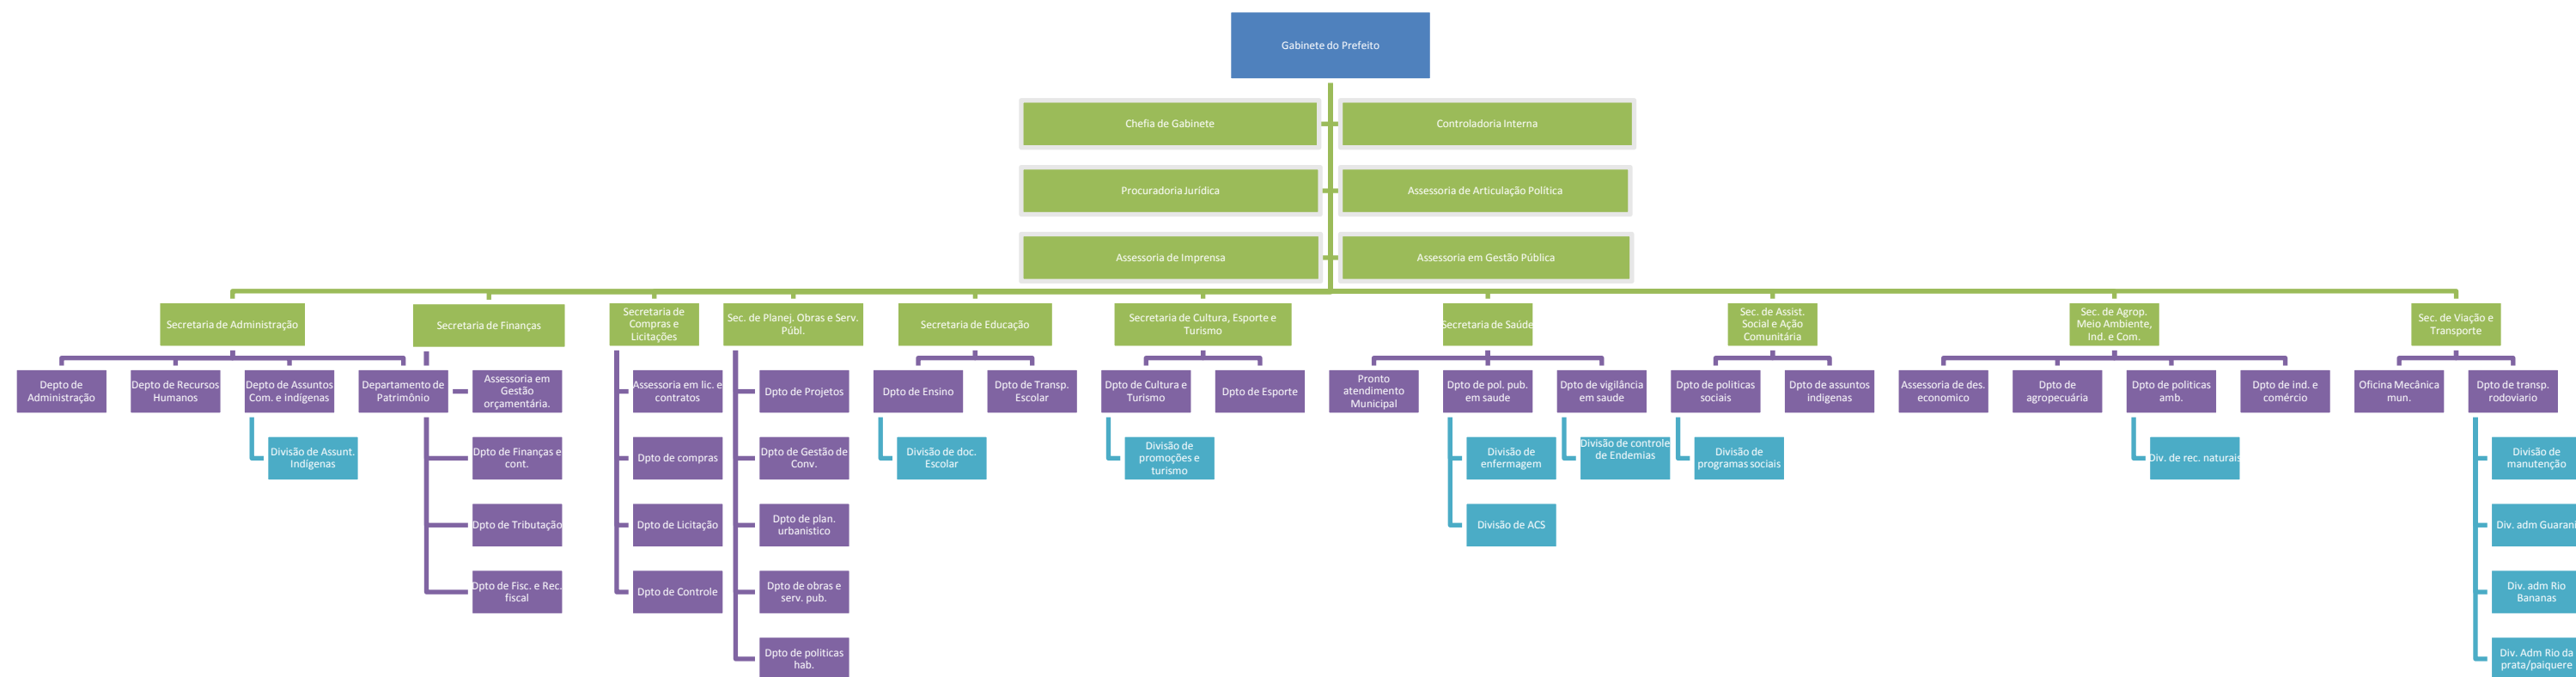 Gabinete do Prefeito
Chefia de Gabinete
Controladoria Interna
Procuradoria Jurídica
Assessoria de Articulação Política
Assessoria de Imprensa
Assessoria em Gestão Pública
Secretaria de Administração
Secretaria de Finanças
Secretaria de
Compras e
Licitações
Sec. de Planej. Obras e Serv.
Públ.
Secretaria de Educação
Secretaria de Cultura, Esporte e
Turismo
Secretaria de Saúde
Sec. de Assist.
Social e Ação
Comunitária
Sec. de Agrop.
Meio Ambiente,
Ind. e Com.
Sec. de Viação e
Transporte
Depto de
Administração
Depto de Recursos
Humanos
Depto de Assuntos
Com. e indígenas
Departamento de
Patrimônio
Assessoria em
Gestão
orçamentária.
Assessoria em lic. e
contratos
Dpto de Projetos
Dpto de Ensino
Dpto de Transp.
Escolar
Dpto de Cultura e
Turismo
Dpto de Esporte
Pronto
atendimento
Municipal
Dpto de pol. pub.
em saude
Dpto de vigilância
em saude
Dpto de politicas
sociais
Dpto de assuntos
indigenas
Assessoria de des.
economico
Dpto de
agropecuária
Dpto de politicas
amb.
Dpto de ind. e
comércio
Oficina Mecânica
mun.
Dpto de transp.
rodoviario
Divisão de Assunt.
Indígenas
Dpto de Finanças e
cont.
Dpto de compras
Dpto de Gestão de
Conv.
Divisão de doc.
Escolar
Divisão de
promoções e
turismo
Divisão de
enfermagem
Divisão de controle
de Endemias
Divisão de
programas sociais
Div. de rec. naturais
Divisão de
manutenção
Dpto de Tributação
Dpto de Licitação
Dpto de plan.
urbanistico
Divisão de ACS
Div. adm Guarani
Dpto de Fisc. e Rec.
fiscal
Dpto de Controle
Dpto de obras e
serv. pub.
Div. adm Rio
Bananas
Dpto de politicas
hab.
Div. Adm Rio da
prata/paiquere